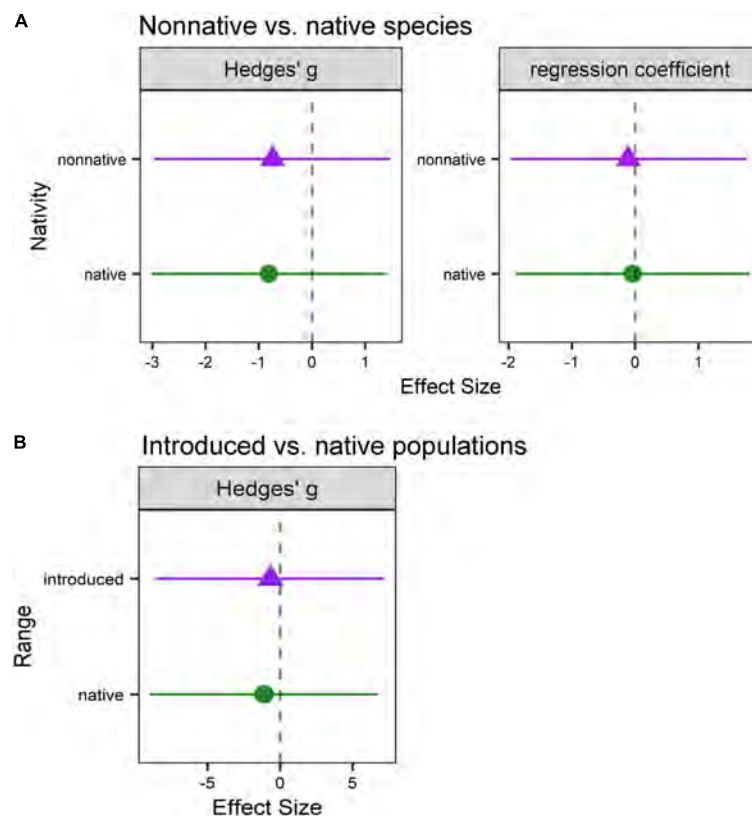 A
Nonnative vs. native species
Hedges' g
regression coefficient
Nativity
nonnative
native
nonnative
native
-3 -2 -1 0 1
-2 -1 0 1
Effect Size
B
Introduced vs. native populations
Hedges' g
Range
introduced
native
-5 0 5
Effect Size